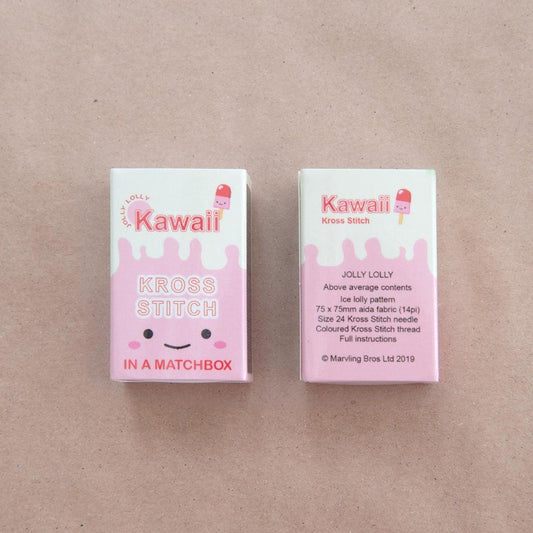 JOLLY LOLLY
Kawaii
KROSS
STITCH
IN A MATCHBOX
Kawaii
Kross Stitch
JOLLY LOLLY
Above average contents
Ice lolly pattern
75 x 75mm aida fabric (14pi)
Size 24 Kross Stitch needle
Coloured Kross Stitch thread
Full instructions
© Marvling Bros Ltd 2019